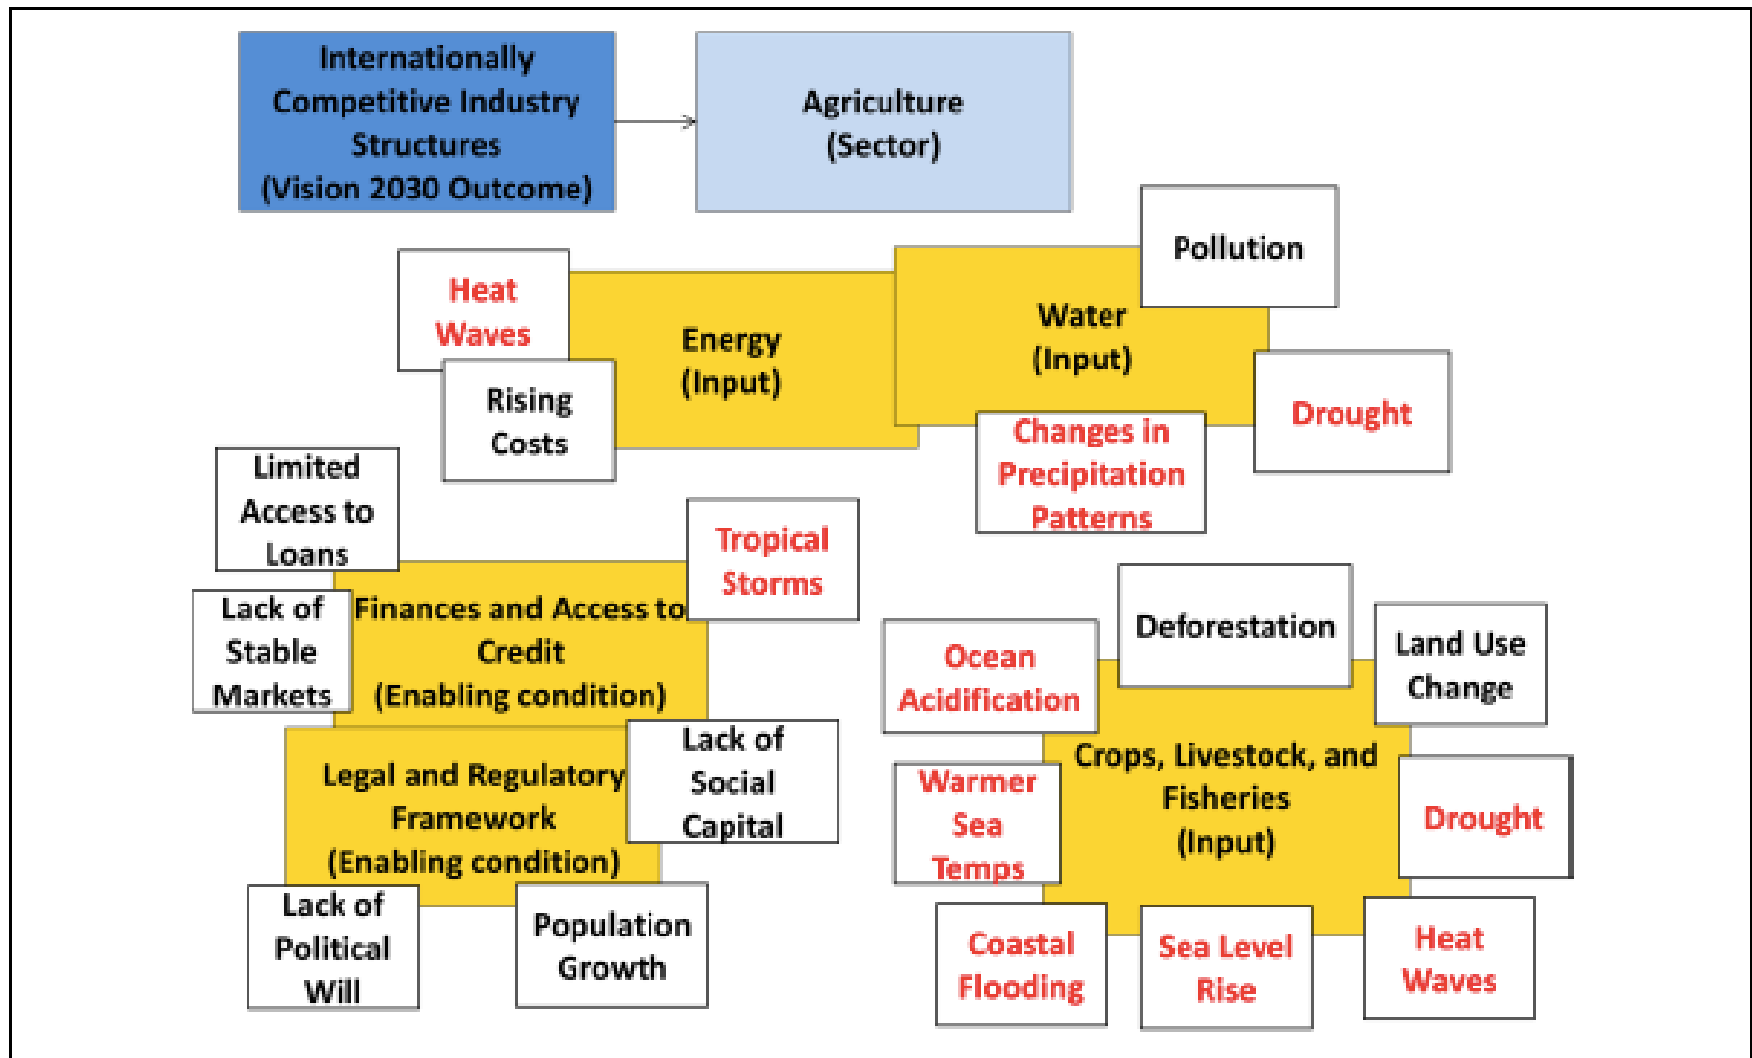 Internationally
Competitive Industry
Structures
(Vision 2030 Outcome)
Agriculture
(Sector)
Pollution
Heat
Waves
Energy
(Input)
Water
(Input)
Rising
Costs
Drought
Changes in
Precipitation
Patterns
Limited
Access to
Loans
Tropical
Storms
Lack of
Stable
Markets
Finances and Access to
Credit
(Enabling condition)
Lack of
Social
Capital
Legal and Regulatory
Framework
(Enabling condition)
Lack of
Political
Will
Population
Growth
Deforestation
Land Use
Change
Ocean
Acidification
Crops, Livestock, and
Fisheries
(Input)
Warmer
Sea
Temps
Drought
Coastal
Flooding
Sea Level
Rise
Heat
Waves